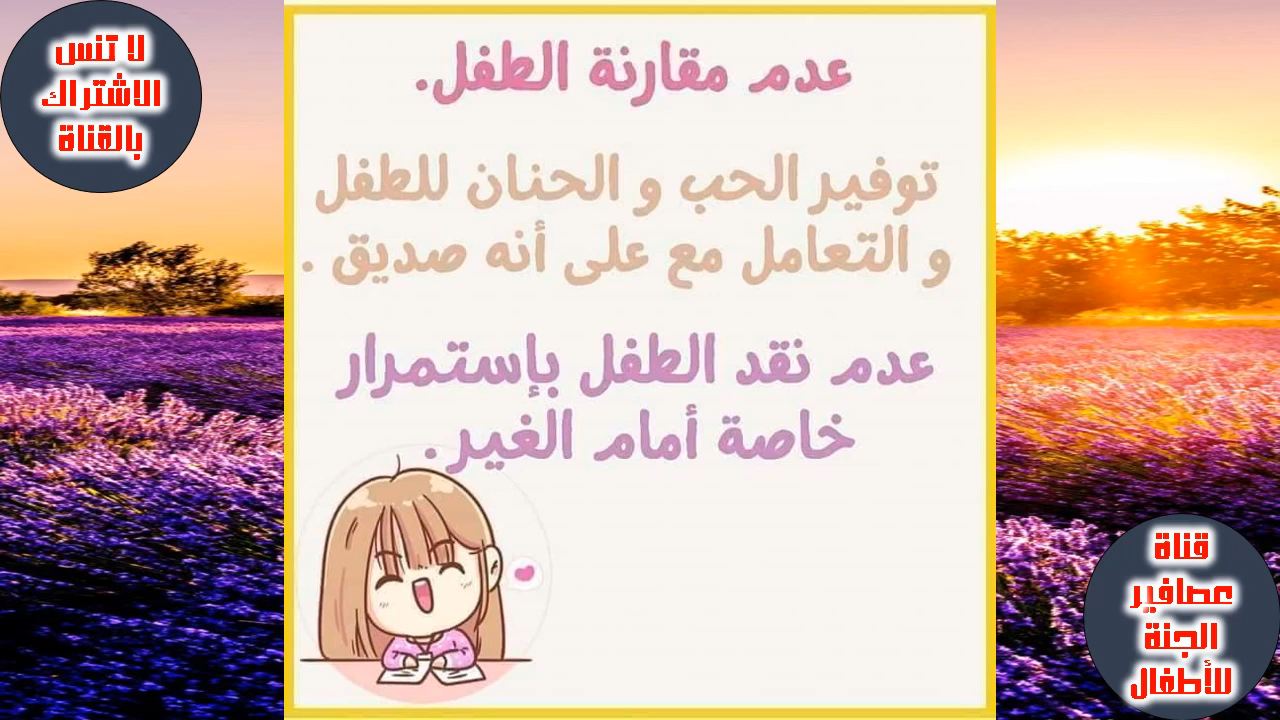 لا تنس
الاشتراك
بالقناة
عدم مقارنة الطفل.
توفير الحب و الحنان للطفل
و التعامل مع على أنه صديق .
عدم نقد الطفل بإستمرار
خاصة أمام الغير .
قناة
عصافير
الجنة
للأطفال